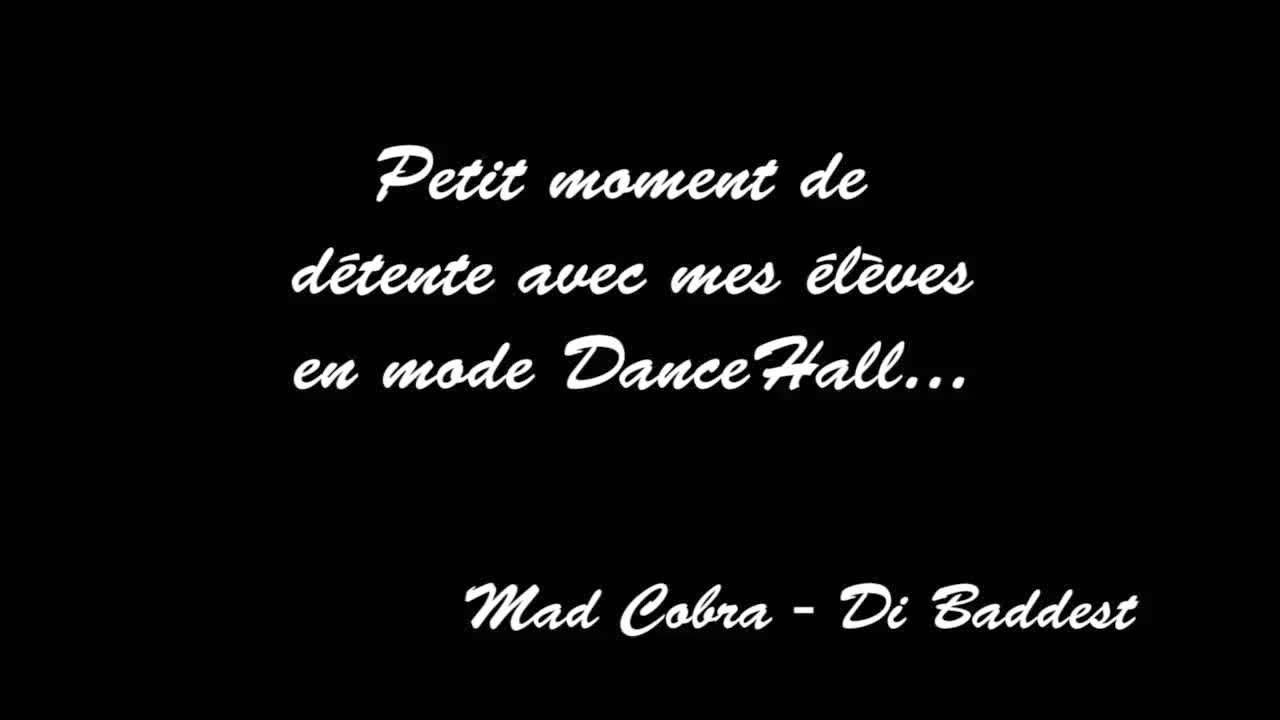 Petit moment de
détente avec mes élèves
en mode DanceHall...
Mad Cobra - Di Baddest